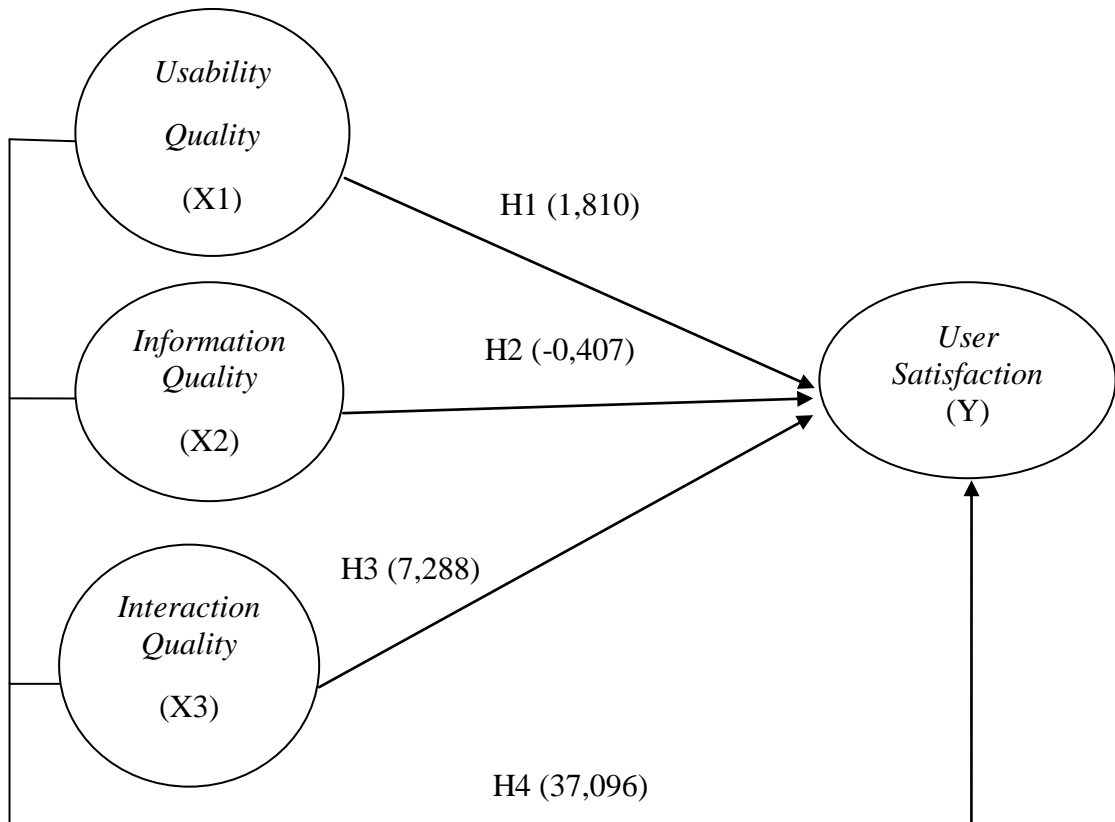 Usability
Quality
(X1)
H1 (1,810)
Information
Quality
(X2)
H2 (-0,407)
User
Satisfaction
(Y)
Interaction
Quality
(X3)
H3 (7,288)
H4 (37,096)